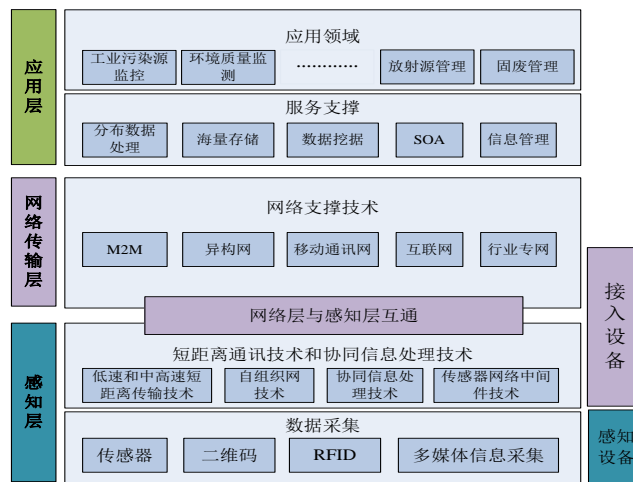 应用层
应用领域
工业污染源
监控
环境质量监
测
............
放射源管理
固废管理
服务支撑
分布数据
处理
海量存储
数据挖据
SOA
信息管理
网络传输层
网络支撑技术
M2M
异构网
移动通讯网
互联网
行业专网
网络层与感知层互通
接入设备
感知层
短距离通讯技术和协同信息处理技术
低速和中高速短
距离传输技术
自组织网
技术
协同信息处
理技术
传感器网络中间
件技术
数据采集
传感器
二维码
RFID
多媒体信息采集
感知
设备